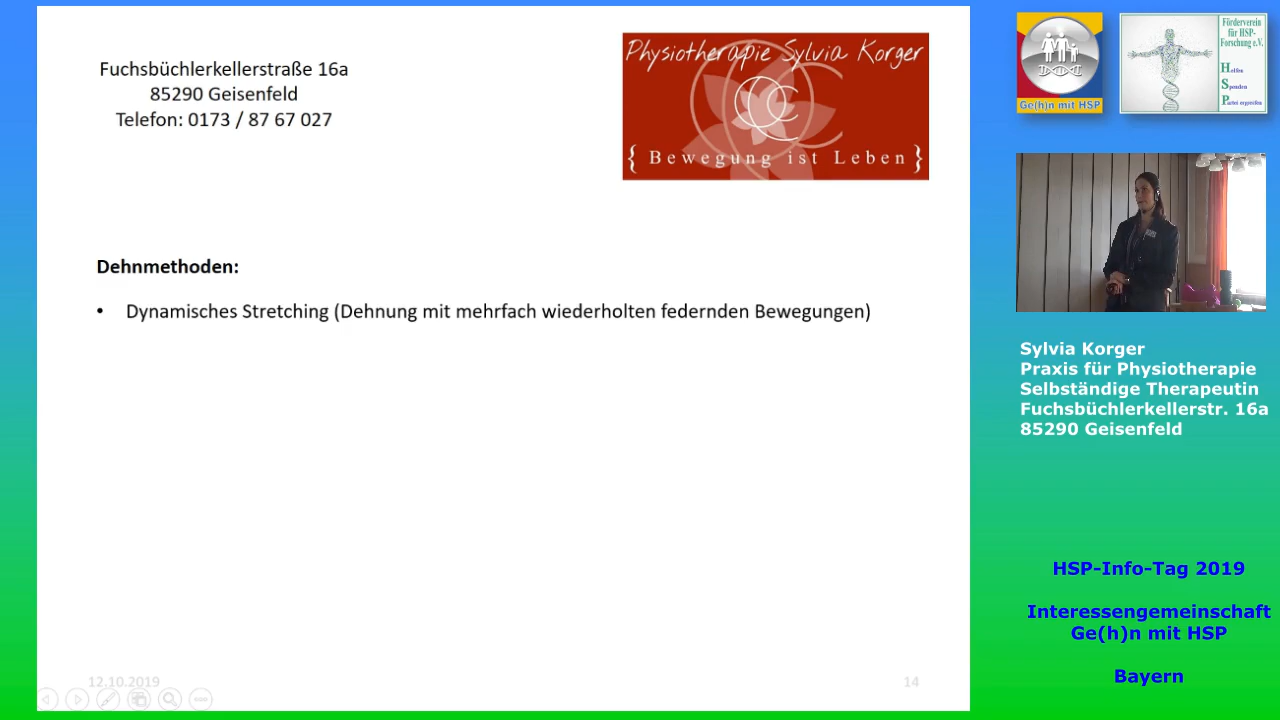 Fuchsbüchlerkellerstraße 16a
85290 Geisenfeld
Telefon: 0173 / 87 67 027
Physiotherapie Sylvia Korger
{ Bewegung ist Leben }
Dehnmethoden:
• Dynamisches Stretching (Dehnung mit mehrfach wiederholten federnden Bewegungen)
12.10.2019
14
Ge(h)n mit HSP
Förderverein
für HSP-
Forschung e.V.
Helfen
Spenden
Partei ergreifen
Sylvia Korger
Praxis für Physiotherapie
Selbständige Therapeutin
Fuchsbüchlerkellerstr. 16a
85290 Geisenfeld
HSP-Info-Tag 2019
Interessengemeinschaft
Ge(h)n mit HSP
Bayern